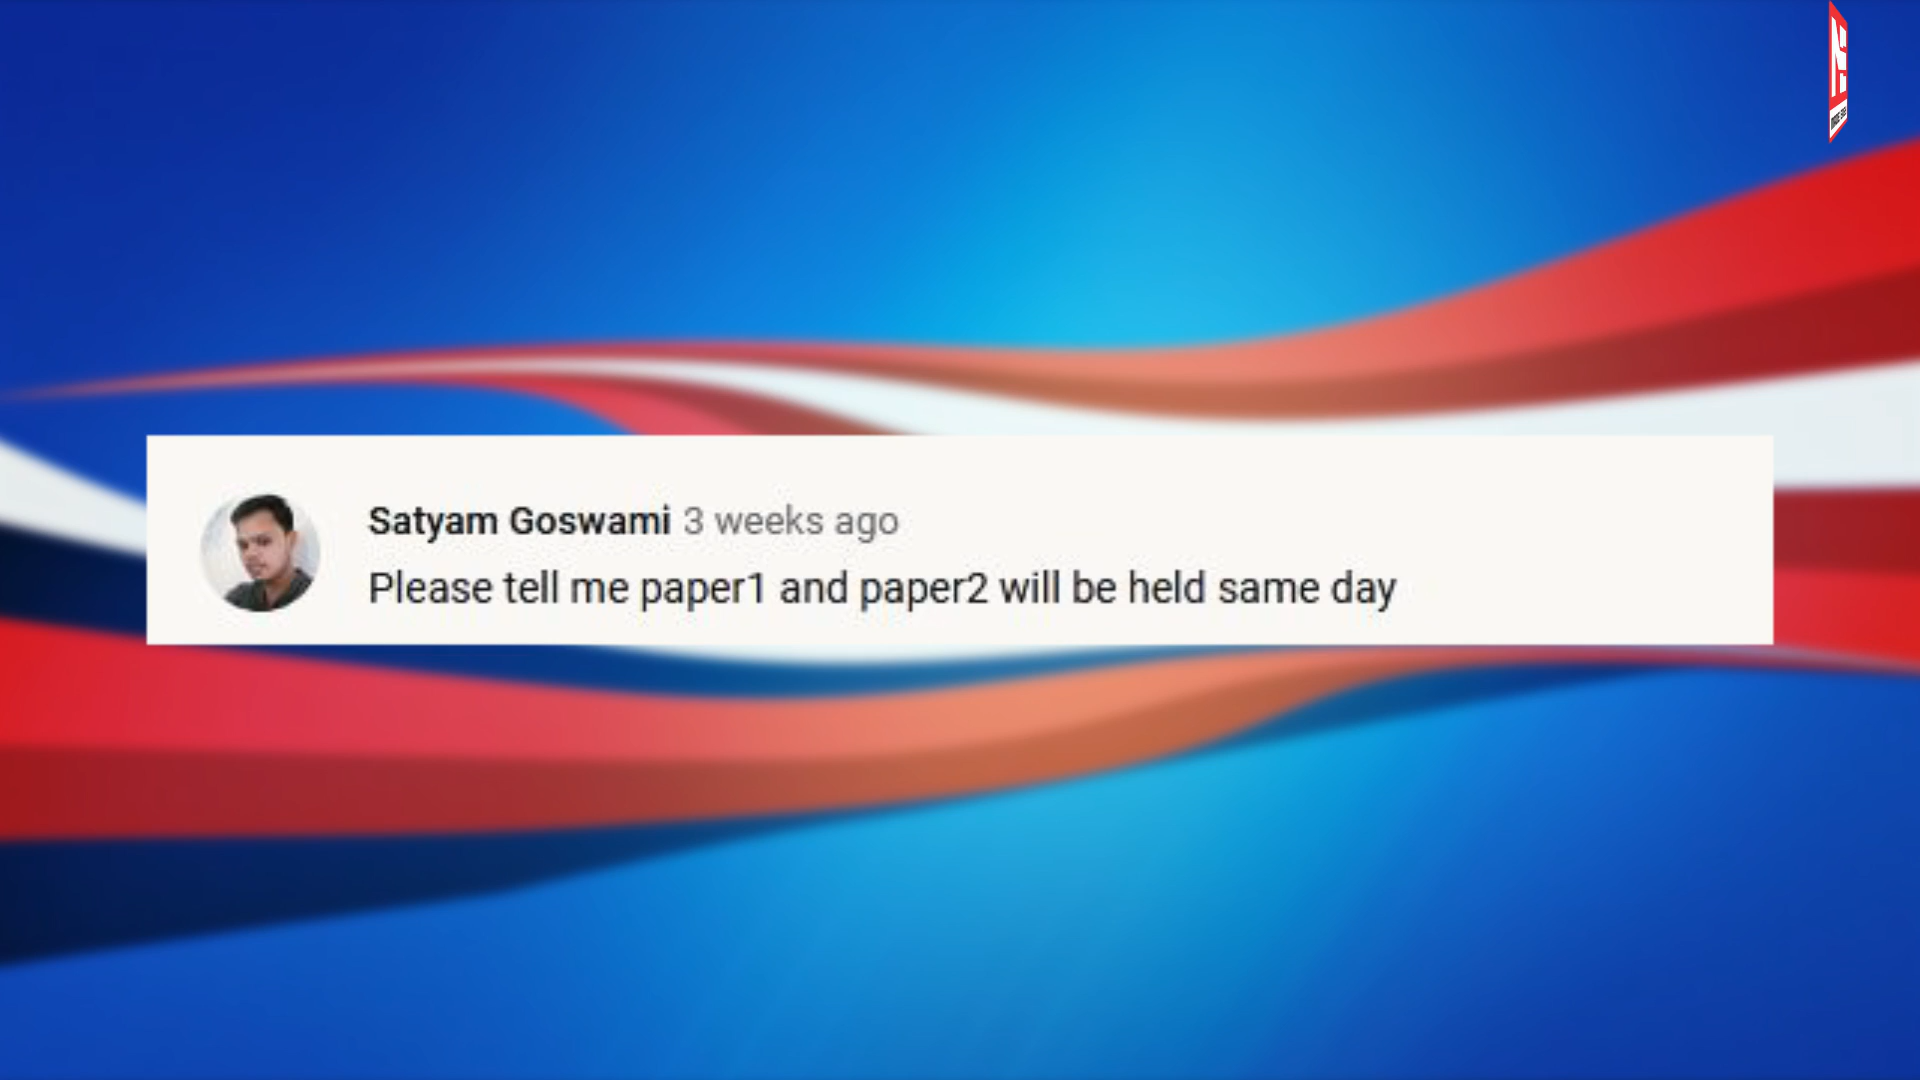 Satyam Goswami 3 weeks ago
Please tell me paper1 and paper2 will be held same day